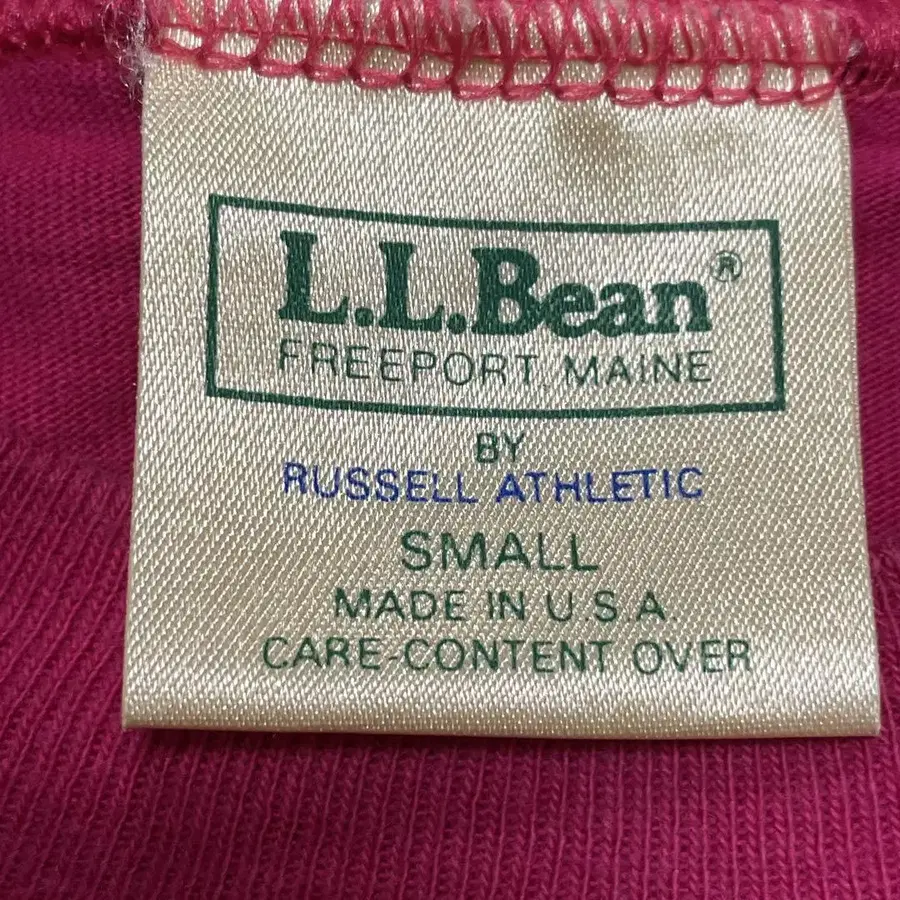 L.L.Bean®
FREEPORT, MAINE
BY
RUSSELL ATHLETIC
SMALL
MADE IN U.S.A.
CARE-CONTENT OVER